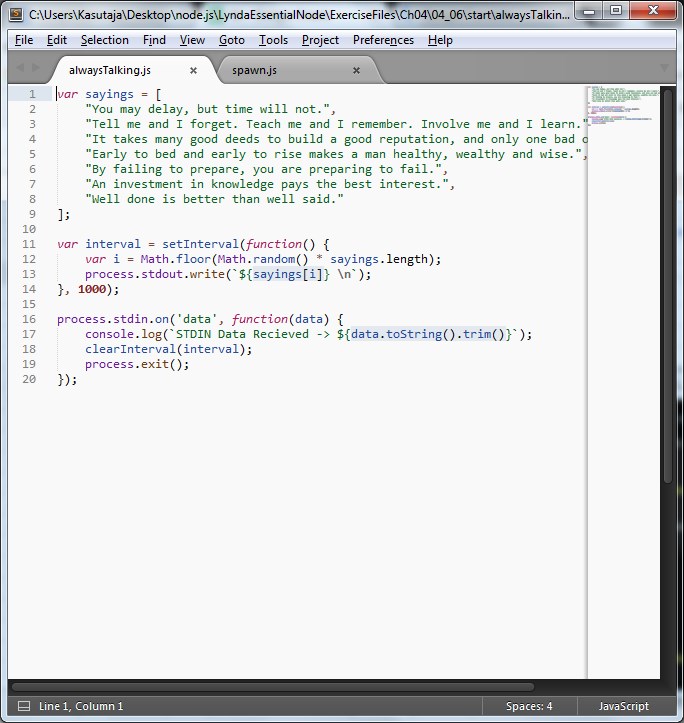 C:\Users\Kasutaja\Desktop\node.js\LyndaEssentialNode\ExerciseFiles\Ch04\04_06\start\alwaysTalkin...
File Edit Selection Find View Goto Tools Project Preferences Help
alwaysTalking.js × spawn.js ×
1 var sayings = [
2 "You may delay, but time will not.",
3 "Tell me and I forget. Teach me and I remember. Involve me and I learn."
4 "It takes many good deeds to build a good reputation, and only one bad
5 "Early to bed and early to rise makes a man healthy, wealthy and wise.",
6 "By failing to prepare, you are preparing to fail.",
7 "An investment in knowledge pays the best interest.",
8 "Well done is better than well said."
9 ];
10
11 var interval = setInterval(function() {
12 var i = Math.floor(Math.random() * sayings.length);
13 process.stdout.write(`${sayings[i]} \n`);
14 }, 1000);
15
16 process.stdin.on('data', function(data) {
17 console.log(`STDIN Data Recieved -> ${data.toString().trim()}`);
18 clearInterval(interval);
19 process.exit();
20 });
Line 1, Column 1 Spaces: 4 JavaScript